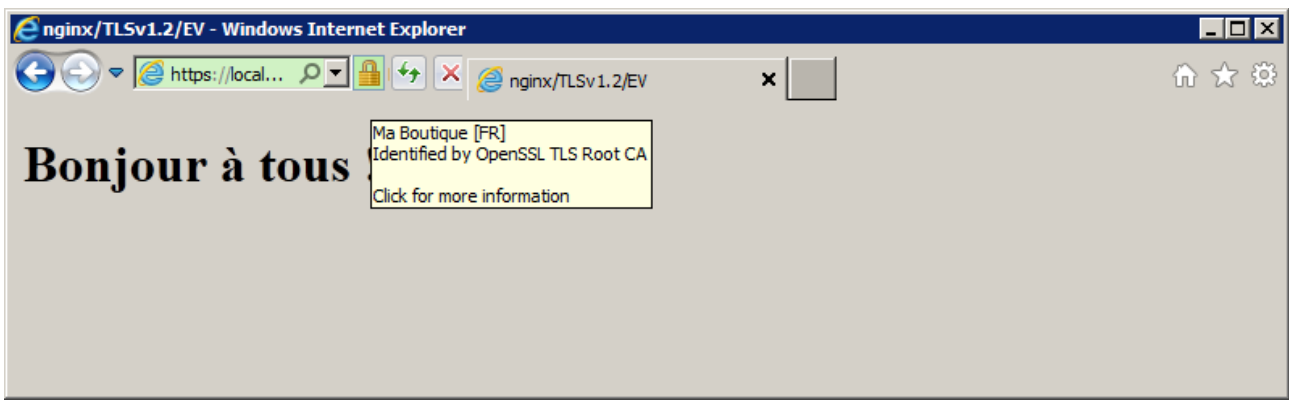 nginx/TLSv1.2/EV - Windows Internet Explorer
https://local...
nginx/TLSv1.2/EV
Ma Boutique [FR]
Identified by OpenSSL TLS Root CA
Click for more information
Bonjour à tous